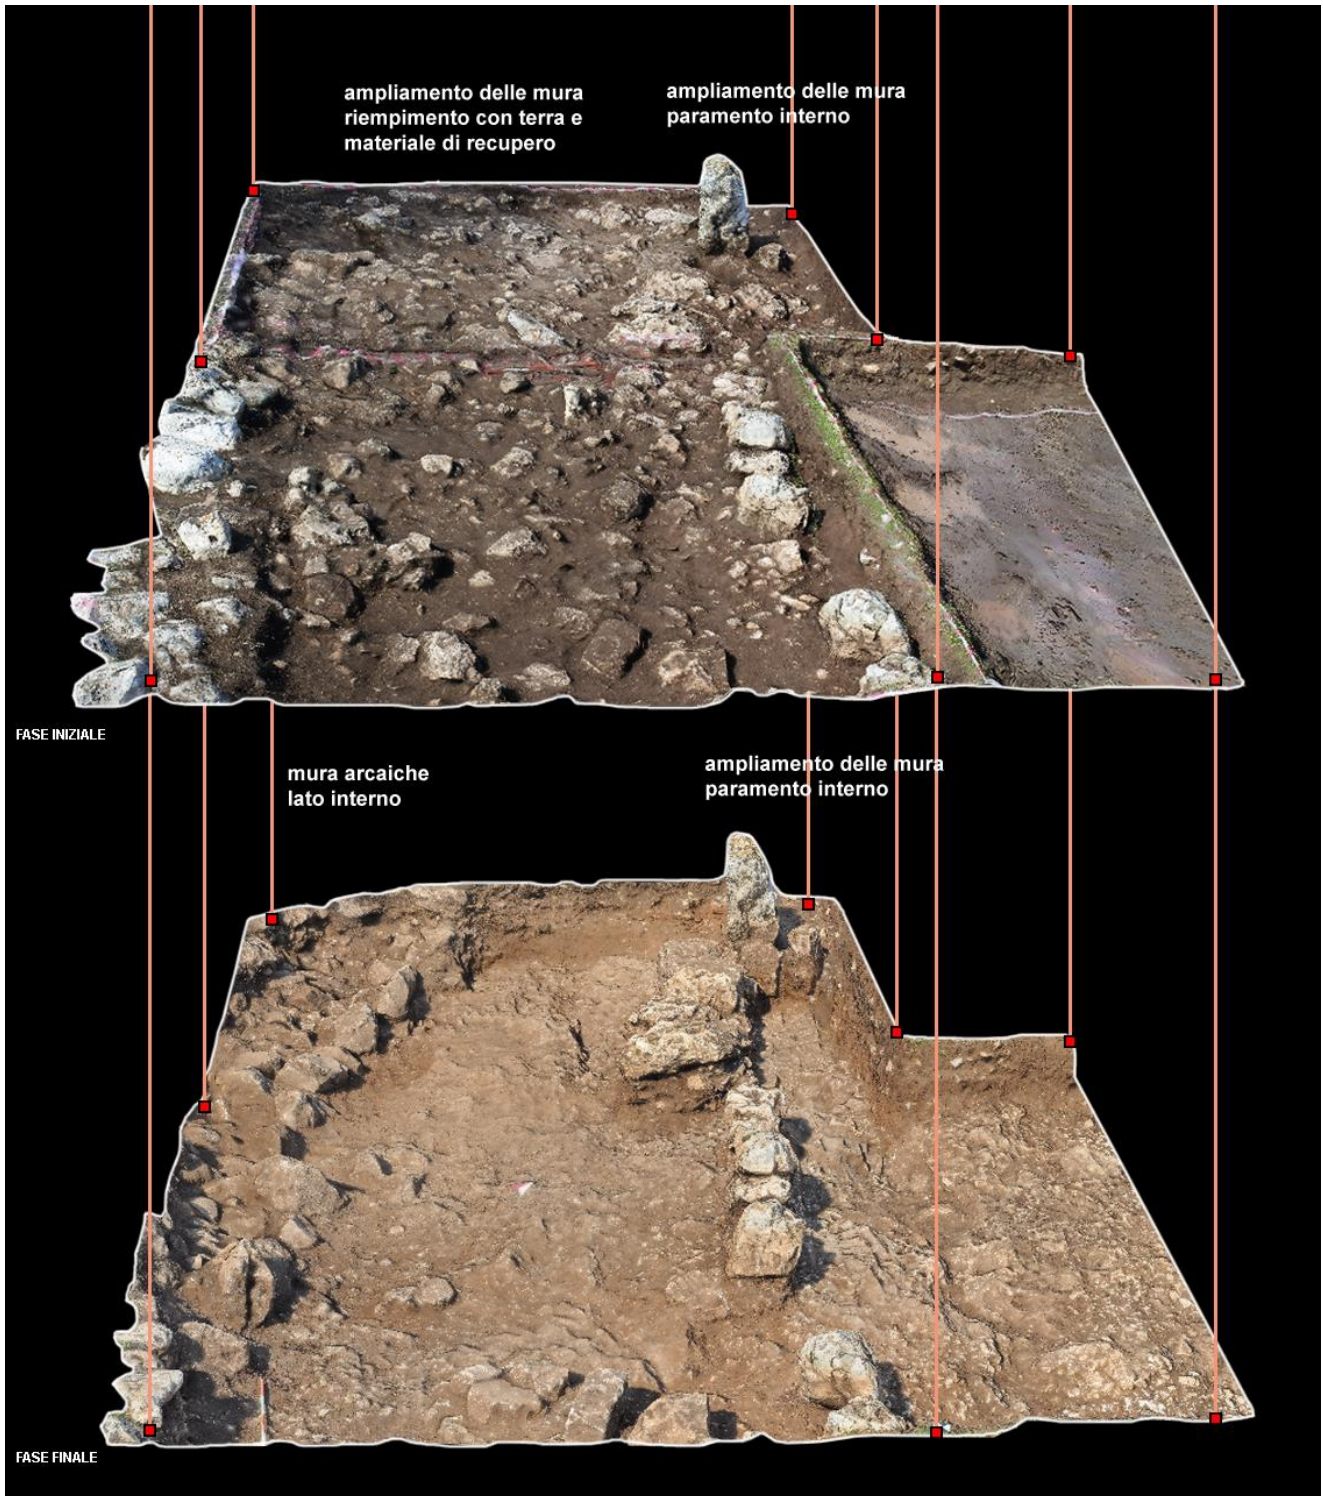 ampliamento delle mura
riempimento con terra e
materiale di recupero
ampliamento delle mura
paramento interno
FASE INIZIALE
mura arcaiche
lato interno
ampliamento delle mura
paramento interno
FASE FINALE